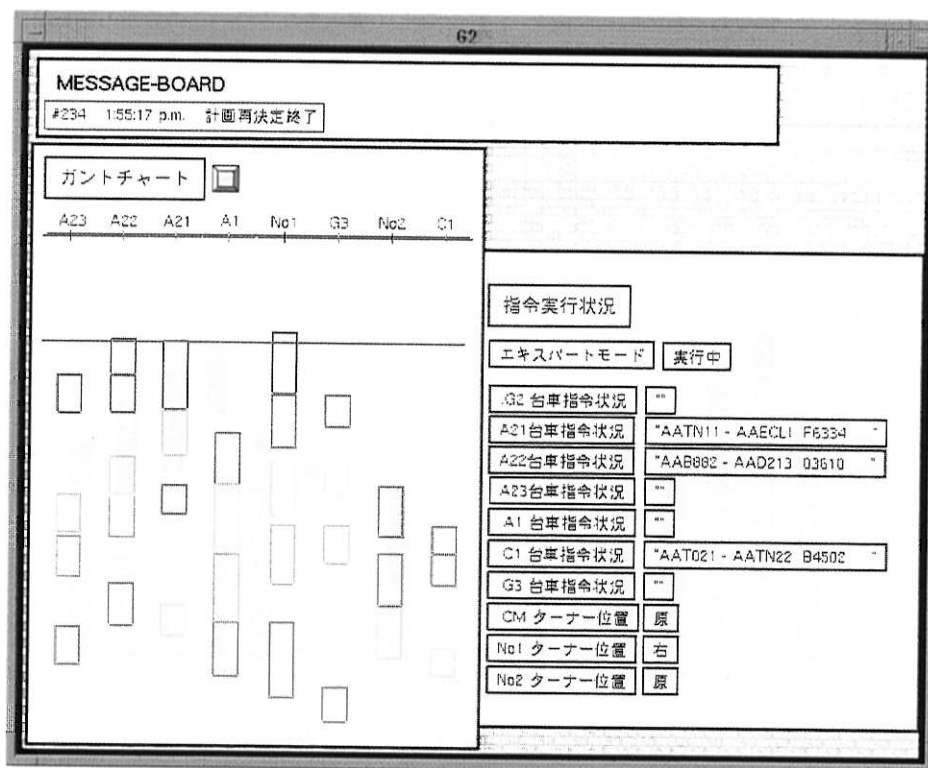 G2
MESSAGE-BOARD
#234 1:55:17 p.m. 計画再決定終了
ガントチャート
A23 A22 A21 A1 No1 G3 No2 C1
指令実行状況
エキスパートモード 実行中
G2 台車指令状況 ""
A21台車指令状況 "AATN11 - AAECL1 F6334 "
A22台車指令状況 "AAB882 - AAD213 03610 "
A23台車指令状況 ""
A1 台車指令状況 ""
C1 台車指令状況 "AAT021 - AATN22 B4502 "
G3 台車指令状況 ""
CM ターナー位置 原
No1 ターナー位置 右
No2 ターナー位置 原